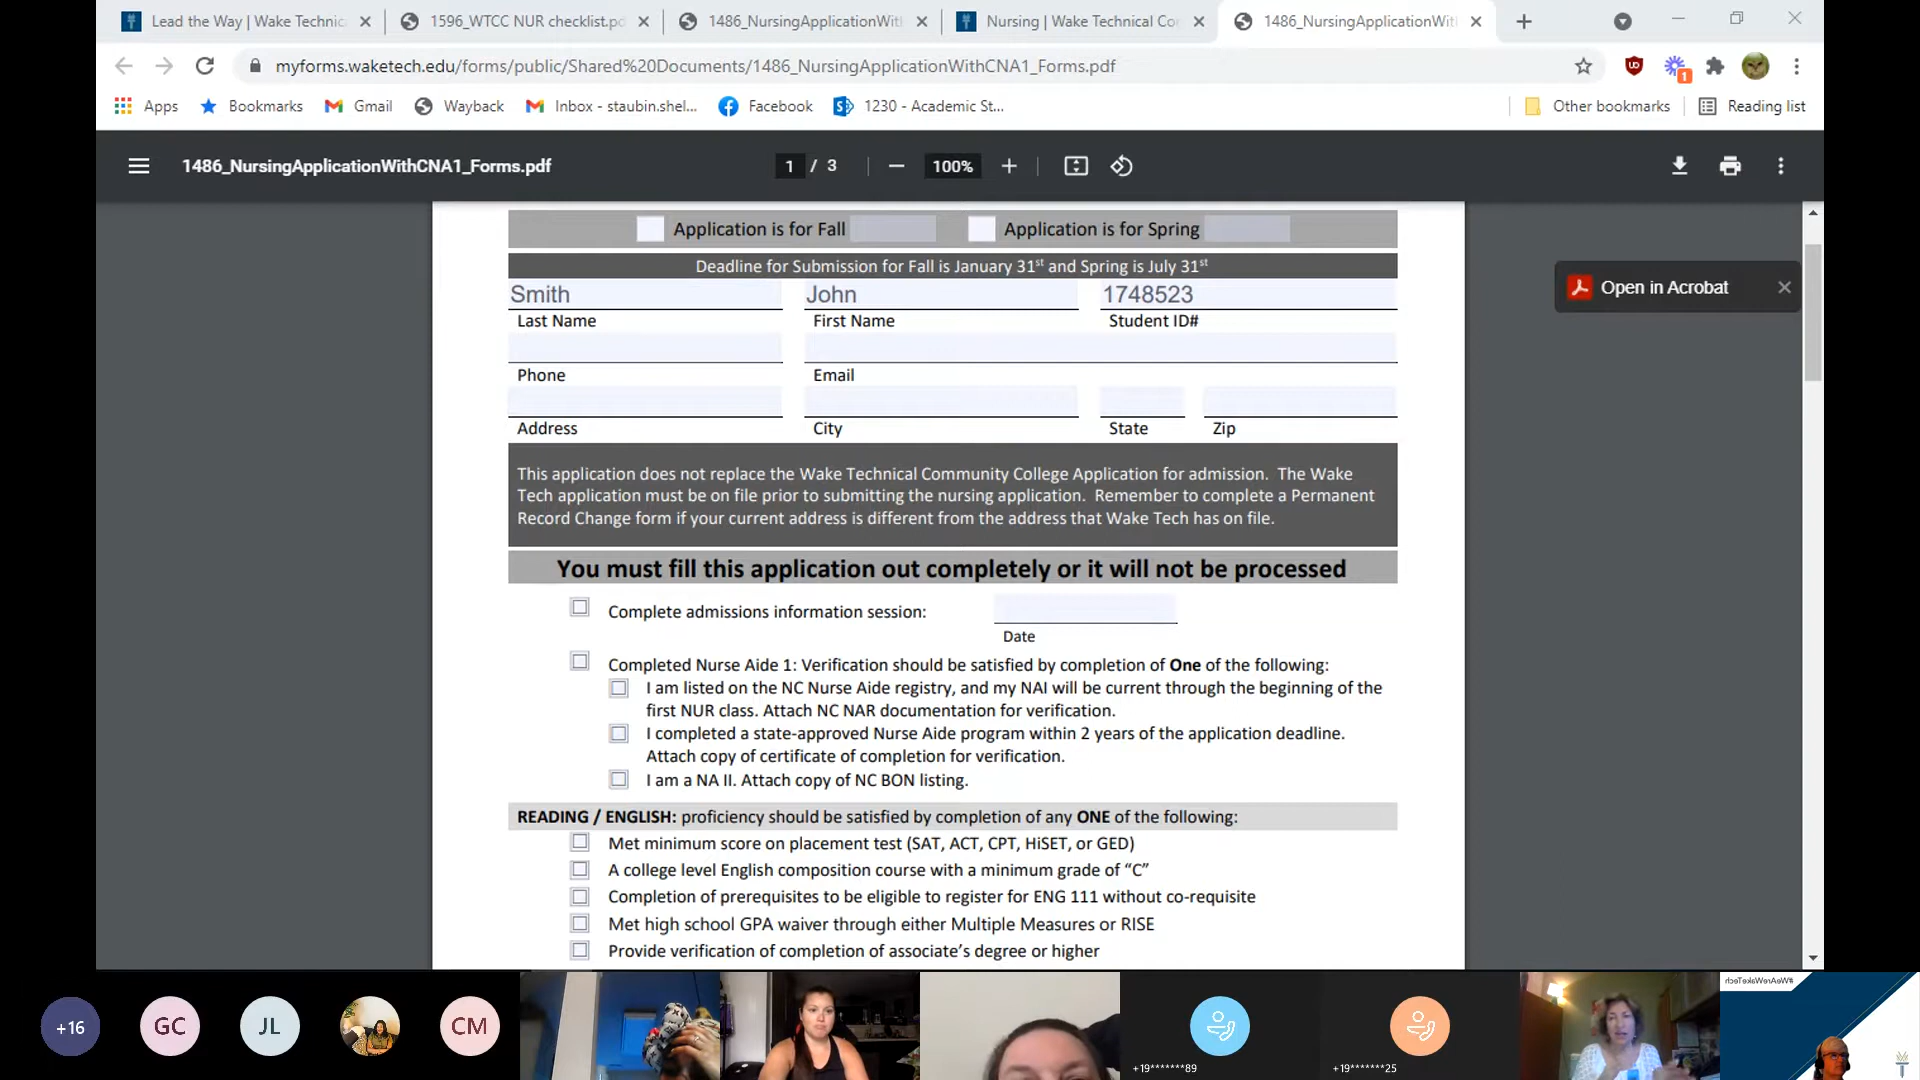 Lead the Way | Wake Technic
1596_WTCC NUR checklist.pd
1486_NursingApplicationWith
Nursing | Wake Technical Co
1486_NursingApplicationWith
myforms.waketech.edu/forms/public/Shared%20Documents/1486_NursingApplicationWithCNA1_Forms.pdf
1
Apps
Bookmarks
Gmail
Wayback
Inbox - staubin.shel...
Facebook
1230 - Academic St...
Other bookmarks
Reading list
1486_NursingApplicationWithCNA1_Forms.pdf
1 / 3
100%
Open in Acrobat
Application is for Fall
Application is for Spring
Deadline for Submission for Fall is January 31st and Spring is July 31st
Smith John 1748523
Last Name First Name Student ID#
Phone Email
Address City State Zip
This application does not replace the Wake Technical Community College Application for admission. The Wake
Tech application must be on file prior to submitting the nursing application. Remember to complete a Permanent
Record Change form if your current address is different from the address that Wake Tech has on file.
You must fill this application out completely or it will not be processed
Complete admissions information session:
Date
Completed Nurse Aide 1: Verification should be satisfied by completion of One of the following:
I am listed on the NC Nurse Aide registry, and my NAI will be current through the beginning of the
first NUR class. Attach NC NAR documentation for verification.
I completed a state-approved Nurse Aide program within 2 years of the application deadline.
Attach copy of certificate of completion for verification.
I am a NA II. Attach copy of NC BON listing.
READING / ENGLISH: proficiency should be satisfied by completion of any ONE of the following:
Met minimum score on placement test (SAT, ACT, CPT, HiSET, or GED)
A college level English composition course with a minimum grade of “C”
Completion of prerequisites to be eligible to register for ENG 111 without co-requisite
Met high school GPA waiver through either Multiple Measures or RISE
Provide verification of completion of associate’s degree or higher
+16
GC
JL
CM
+19*******89
+19*******25
#WeAreWakeTech